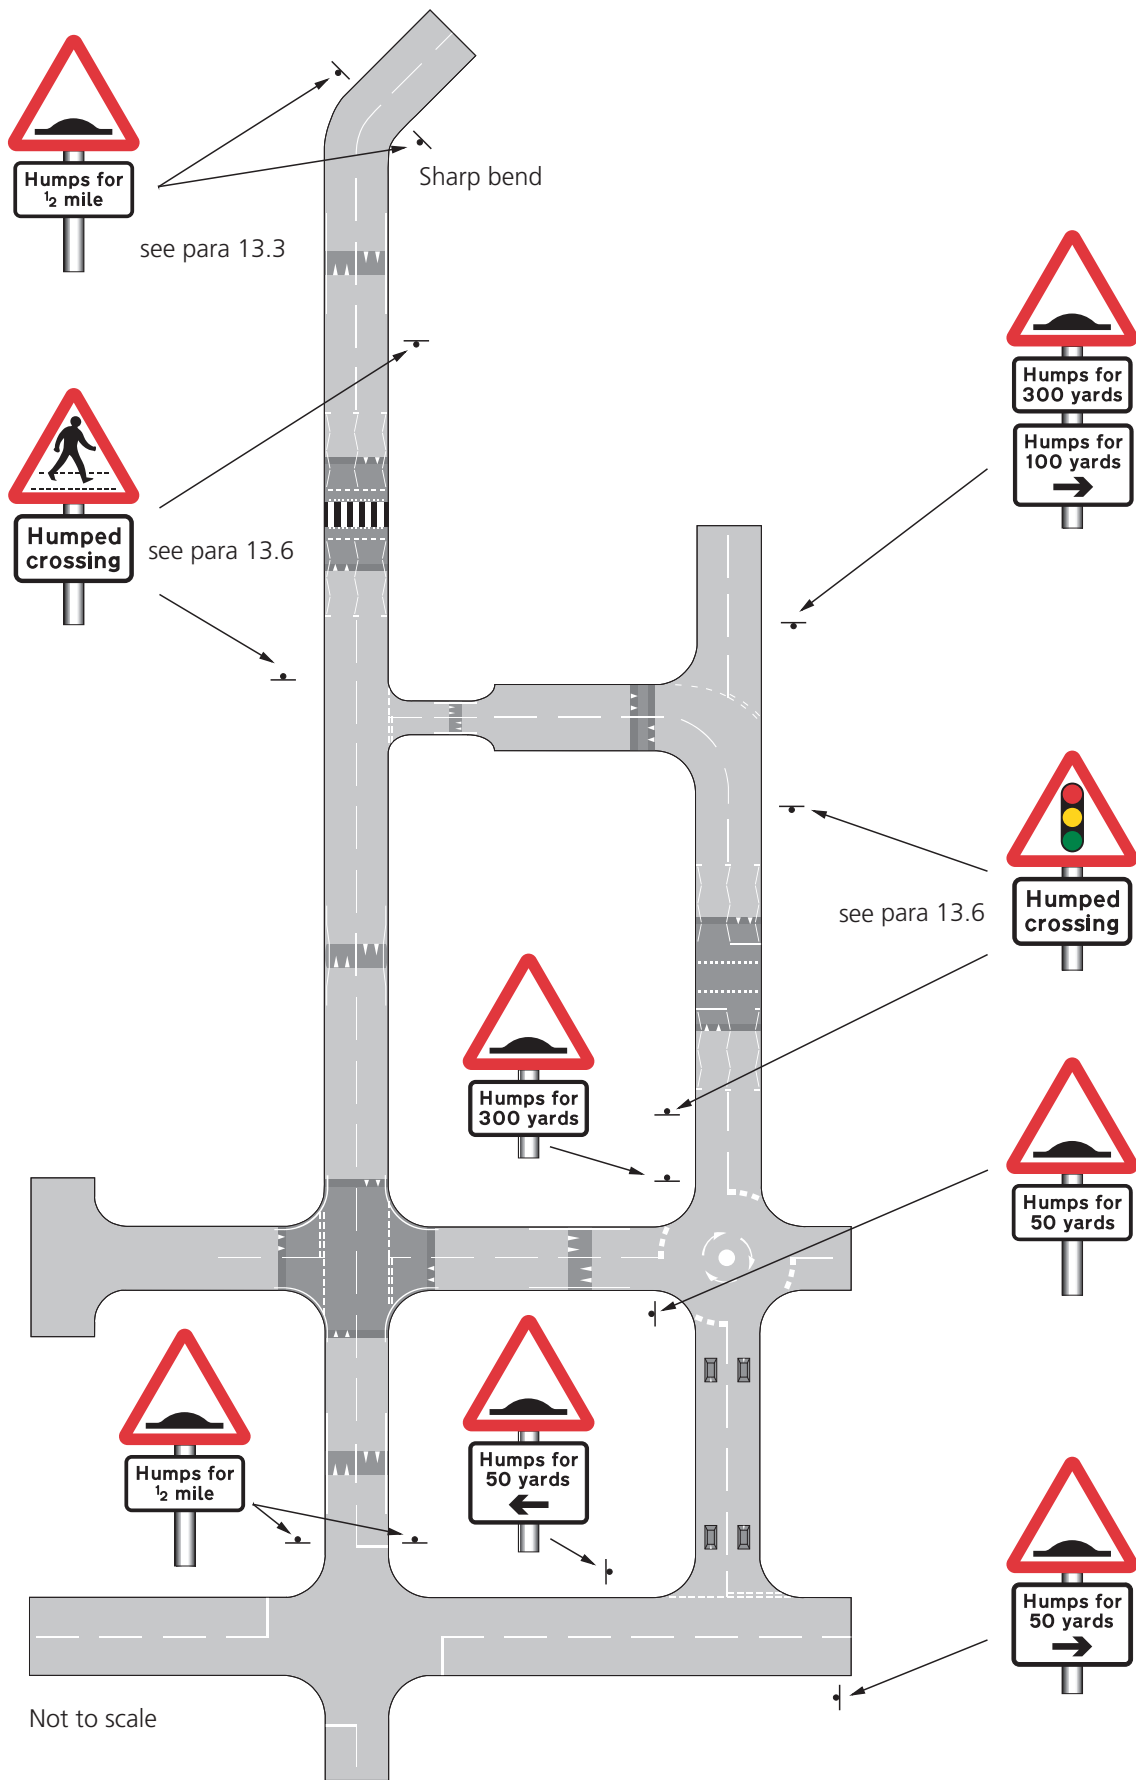 Humps for
1/2 mile
Sharp bend
see para 13.3
Humps for
300 yards
Humps for
100 yards
Humped
crossing
see para 13.6
Humped
crossing
see para 13.6
Humps for
300 yards
Humps for
50 yards
Humps for
1/2 mile
Humps for
50 yards
Humps for
50 yards
Not to scale